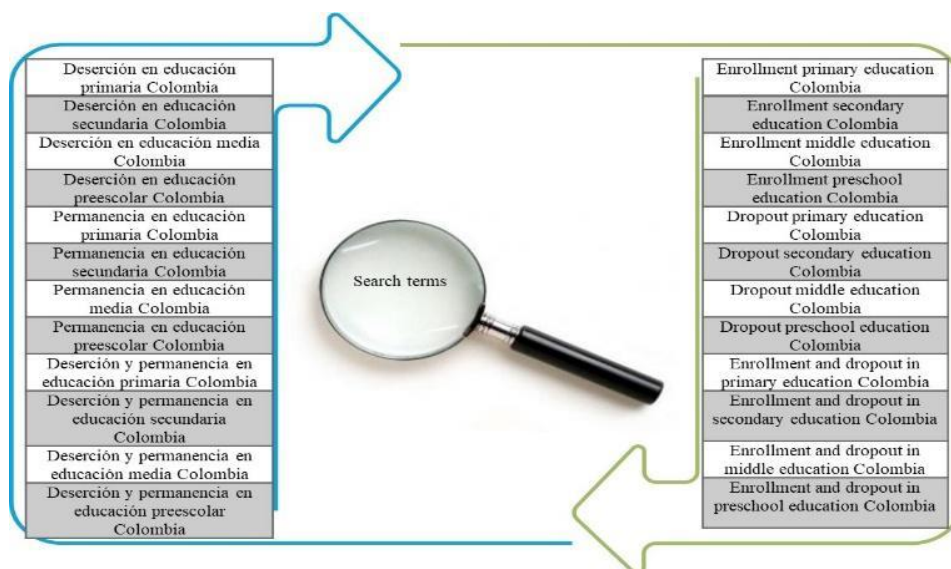 Deserción en educación
primaria Colombia
Deserción en educación
secundaria Colombia
Deserción en educación media
Colombia
Deserción en educación
preescolar Colombia
Permanencia en educación
primaria Colombia
Permanencia en educación
secundaria Colombia
Permanencia en educación
media Colombia
Permanencia en educación
preescolar Colombia
Deserción y permanencia en
educación primaria Colombia
Deserción y permanencia en
educación secundaria
Colombia
Deserción y permanencia en
educación media Colombia
Deserción y permanencia en
educación preescolar
Colombia
Search terms
Enrollment primary education
Colombia
Enrollment secondary
education Colombia
Enrollment middle education
Colombia
Enrollment preschool
education Colombia
Dropout primary education
Colombia
Dropout secondary education
Colombia
Dropout middle education
Colombia
Dropout preschool education
Colombia
Enrollment and dropout in
primary education Colombia
Enrollment and dropout in
secondary education Colombia
Enrollment and dropout in
middle education Colombia
Enrollment and dropout in
preschool education Colombia